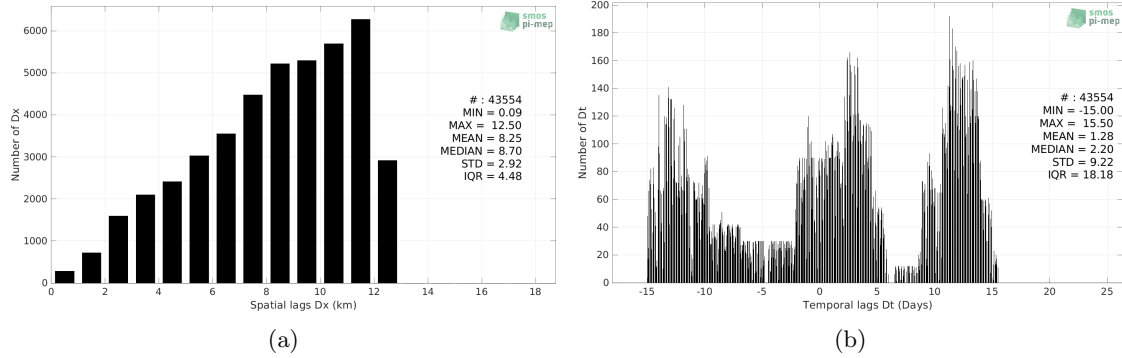 6000
5000
4000
3000
2000
1000
0
Number of Dx
0 2 4 6 8 10 12 14 16 18
Spatial lags Dx (km)
smos
pi-mep
# : 43554
MIN = 0.09
MAX = 12.50
MEAN = 8.25
MEDIAN = 8.70
STD = 2.92
IQR = 4.48
(a)
200
180
160
140
120
100
80
60
40
20
0
Number of Dt
-15 -10 -5 0 5 10 15 20 25
Temporal lags Dt (Days)
smos
pi-mep
# : 43554
MIN = -15.00
MAX = 15.50
MEAN = 1.28
MEDIAN = 2.20
STD = 9.22
IQR = 18.18
(b)